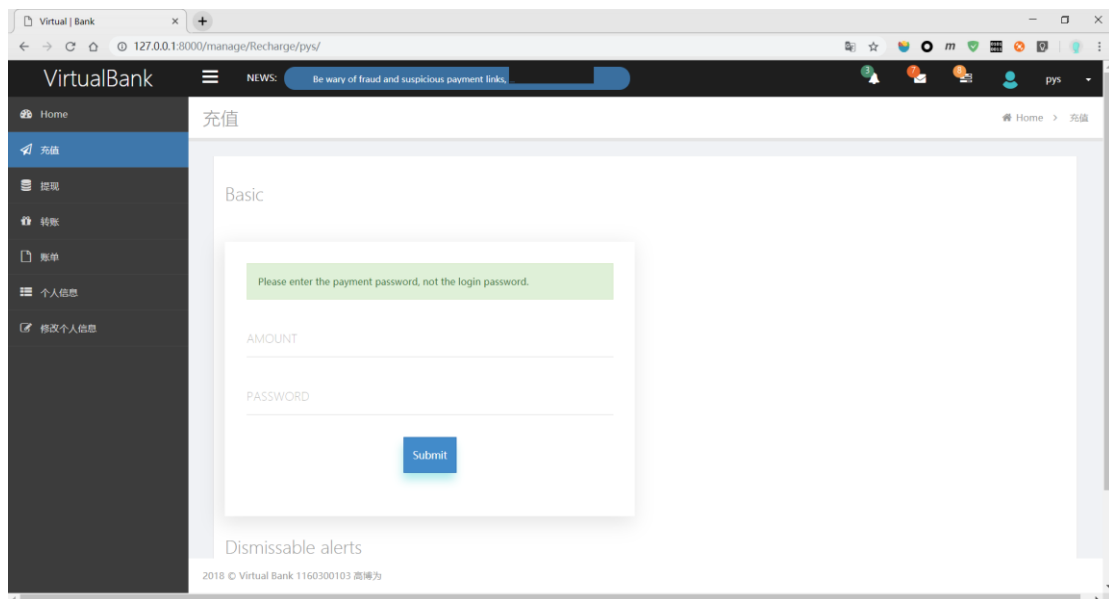 Virtual | Bank
127.0.0.1:8000/manage/Recharge/pys/
VirtualBank
NEWS:
Be wary of fraud and suspicious payment links,
3
7
8
pys
Home
充值
提现
转账
账单
个人信息
修改个人信息
充值
Home > 充值
Basic
Please enter the payment password, not the login password.
AMOUNT
PASSWORD
Submit
Dismissable alerts
2018 © Virtual Bank 1160300103 高博为